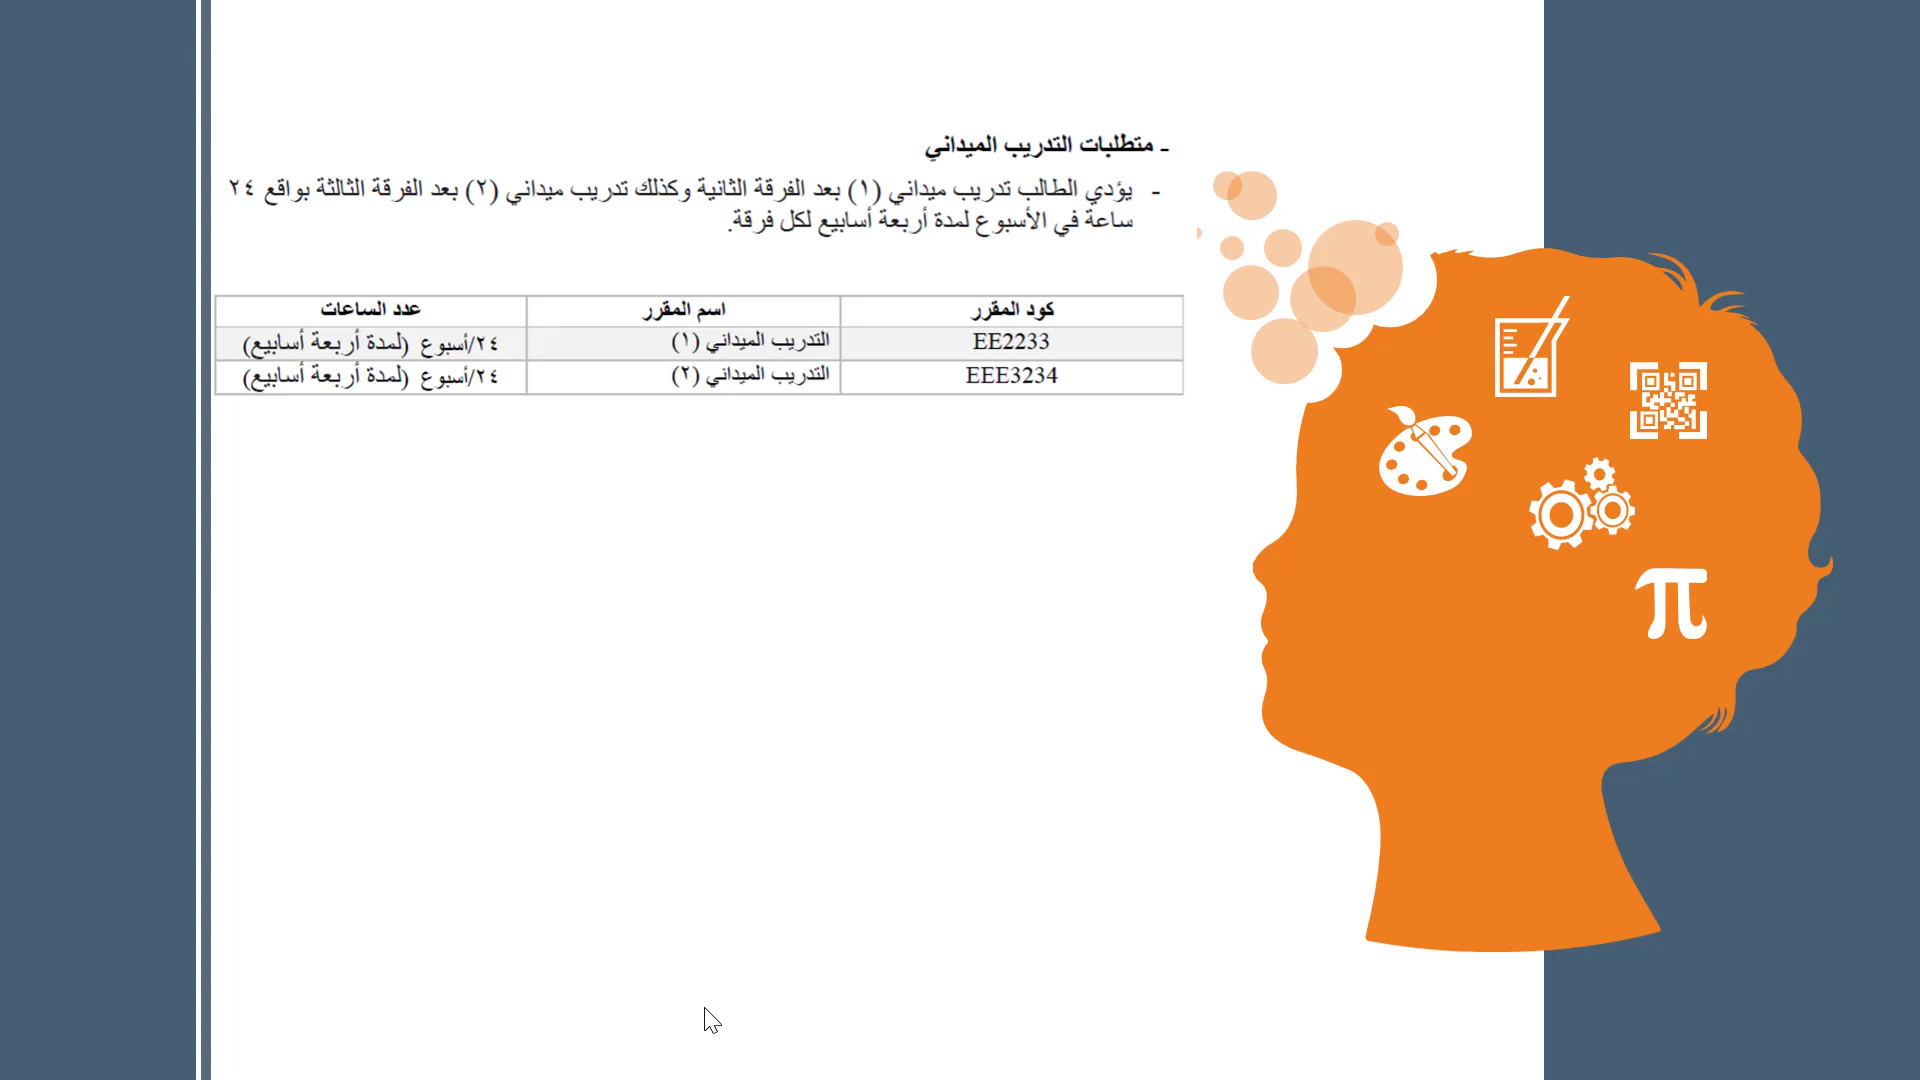 - متطلبات التدريب الميداني
- يؤدي الطالب تدريب ميداني (١) بعد الفرقة الثانية وكذلك تدريب ميداني (٢) بعد الفرقة الثالثة بواقع ٢٤
ساعة في الأسبوع لمدة أربعة أسابيع لكل فرقة.
كود المقرر اسم المقرر عدد الساعات
EE2233 التدريب الميداني (١) ٢٤/أسبوع (لمدة أربعة أسابيع)
EEE3234 التدريب الميداني (٢) ٢٤/أسبوع (لمدة أربعة أسابيع)
π